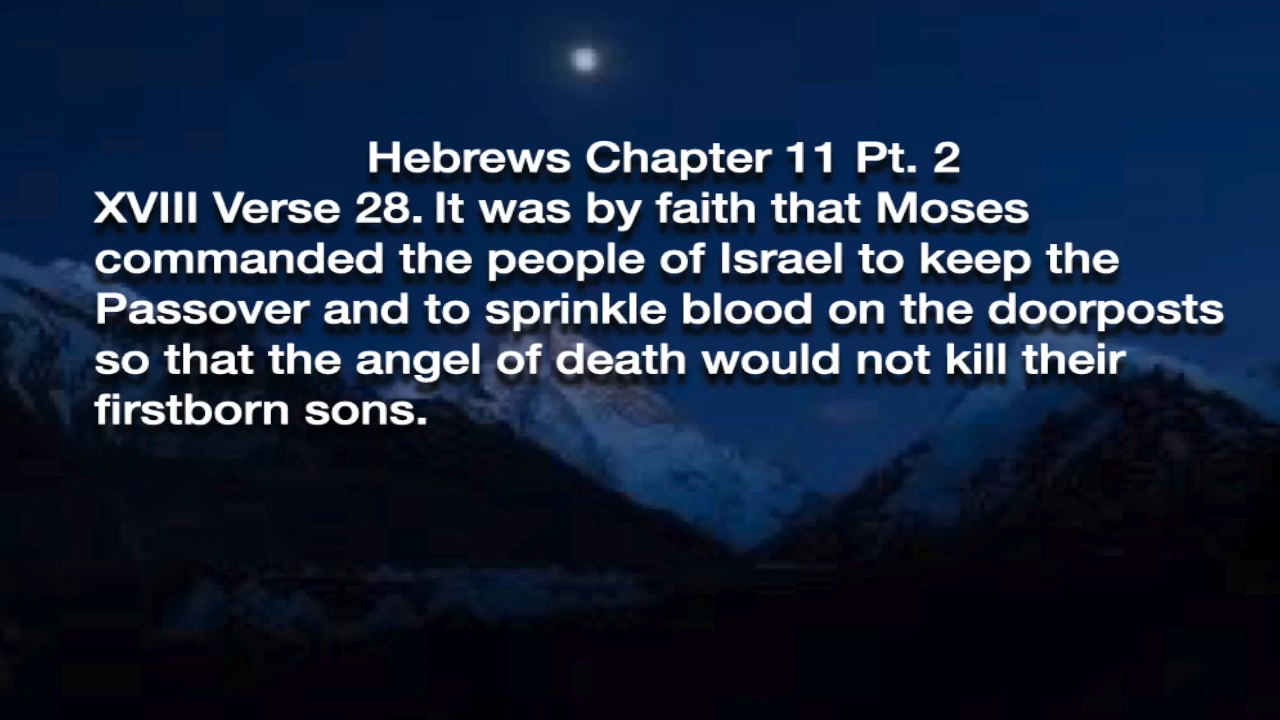 Hebrews Chapter 11 Pt. 2
XVIII Verse 28. It was by faith that Moses
commanded the people of Israel to keep the
Passover and to sprinkle blood on the doorposts
so that the angel of death would not kill their
firstborn sons.